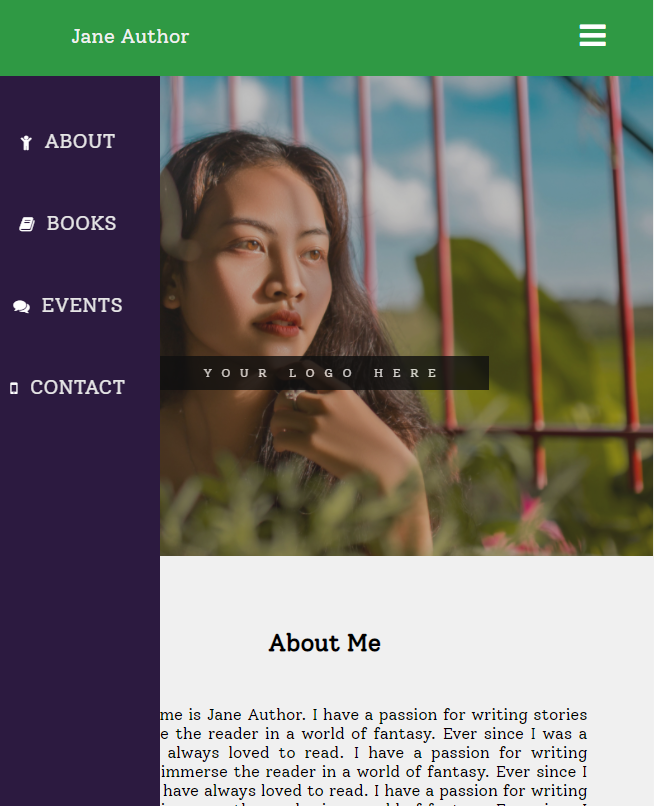 Jane Author
ABOUT
BOOKS
EVENTS
CONTACT
YOUR LOGO HERE
About Me
me is Jane Author. I have a passion for writing stories
the reader in a world of fantasy. Ever since I was a
always loved to read. I have a passion for writing
immerse the reader in a world of fantasy. Ever since I
have always loved to read. I have a passion for writing